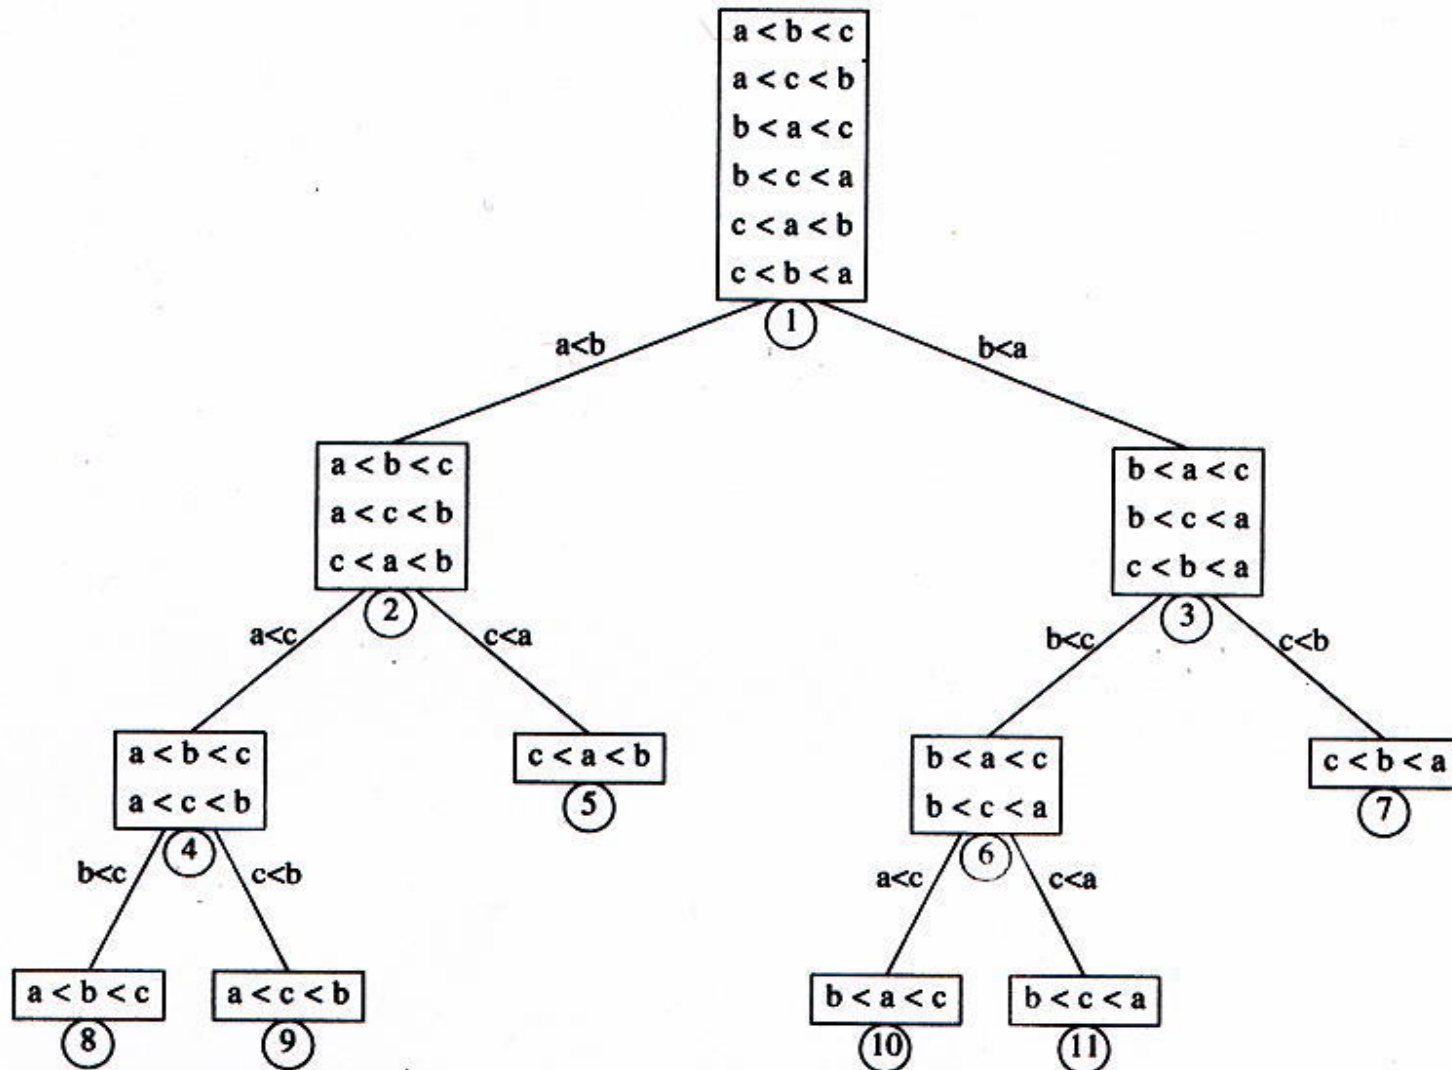 a < b < c
a < c < b
b < a < c
b < c < a
c < a < b
c < b < a
1
a<b
b<a
a < b < c
a < c < b
c < a < b
2
b < a < c
b < c < a
c < b < a
3
a<c
c<a
b<c
c<b
a < b < c
a < c < b
4
c < a < b
5
b < a < c
b < c < a
6
c < b < a
7
b<c
c<b
a<c
c<a
a < b < c
8
a < c < b
9
b < a < c
10
b < c < a
11